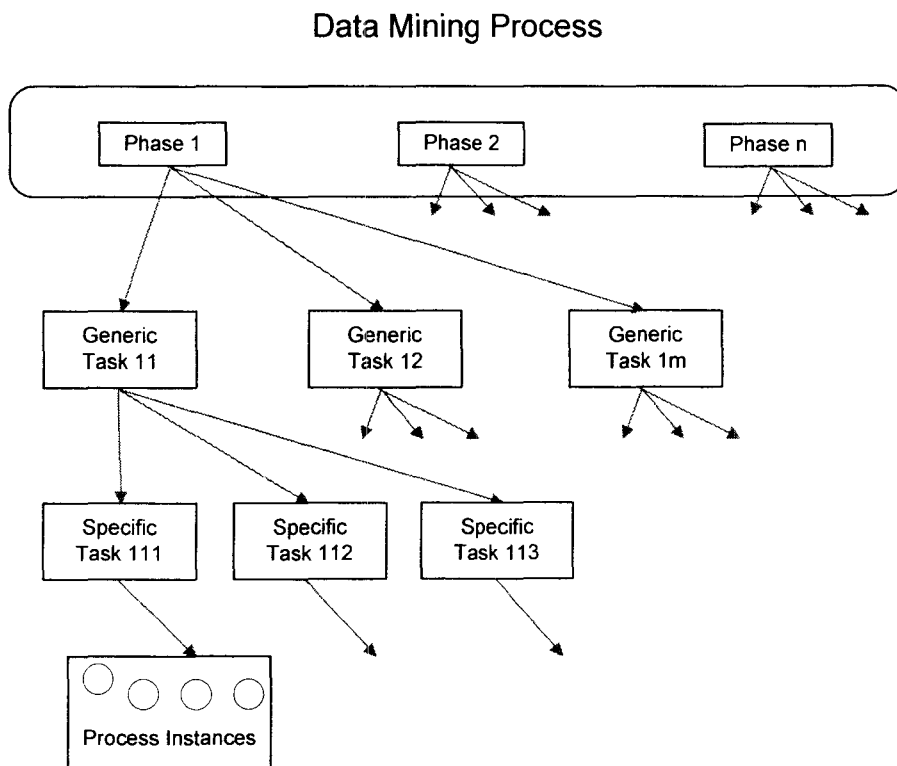 Data Mining Process
Phase 1
Phase 2
Phase n
Generic
Task 11
Generic
Task 12
Generic
Task 1m
Specific
Task 111
Specific
Task 112
Specific
Task 113
Process Instances